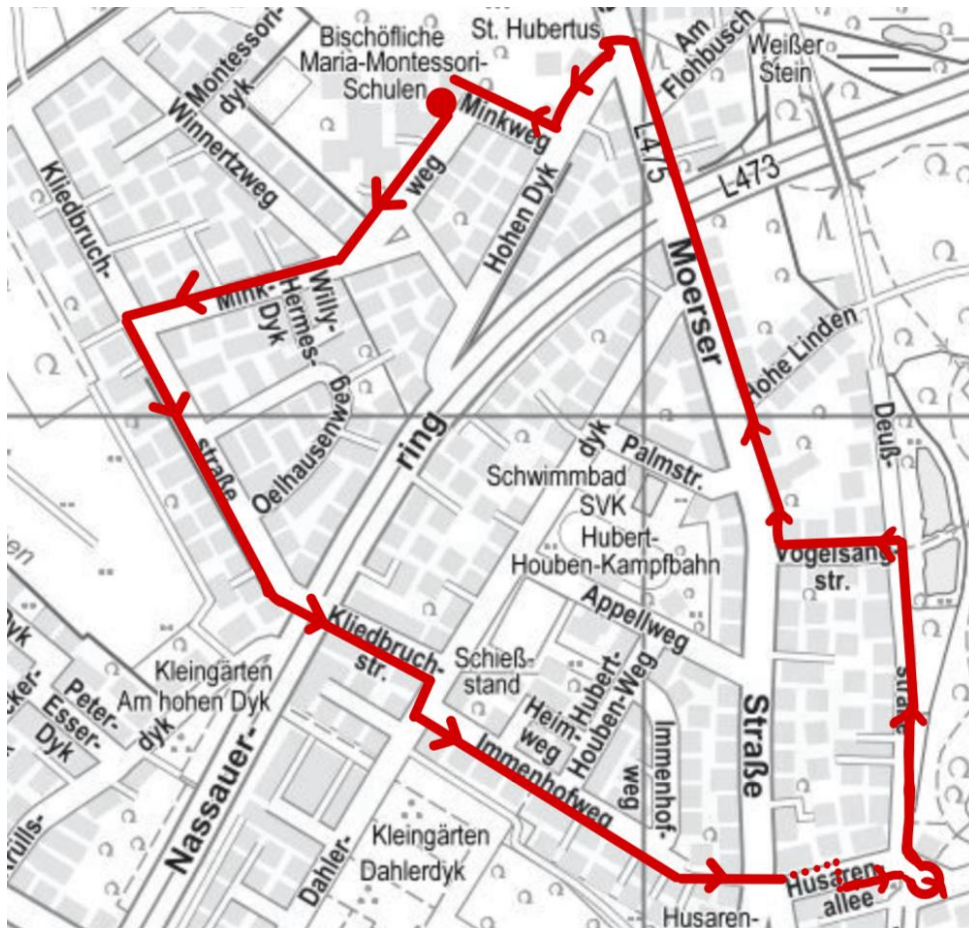 Montessori-
dyk
Bischöfliche
Maria-Montessori-
Schulen
St. Hubertus
Am
Flohbusch
Weißer
Stein
Winnertzweg
Minkweg
L475
L473
Kliedbruch-
weg
Hohen Dyk
Moerser
Mink-
Willy-
Hermes-
Dyk
Hohe Linden
Oelhausenweg
ring
dyk
Palmstr.
Deuß-
straße
Schwimmbad
SVK
Hubert-
Houben-Kampfbahn
Vogelsang-
str.
Appellweg
Kliedbruch-
str.
Schieß-
stand
Hubert-
Houben-Weg
Heim-
weg
Kleingärten
Am hohen Dyk
Peter-
Esser-
Dyk
dyk
Dyk
Straße
straße
Immenhofweg
Immenhof-
weg
Nassauer-
Kleingärten
Dahlerdyk
Dahler-
Husaren-
allee
Husaren-